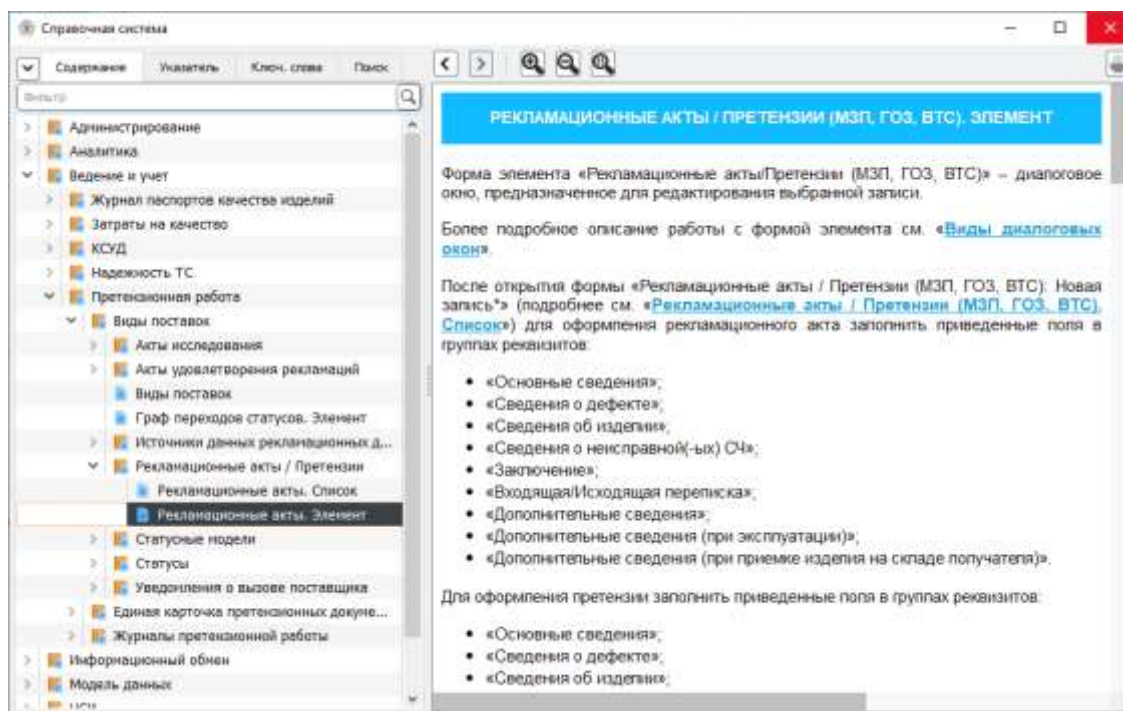 Справочная система
Содержание Указатель Ключ. слова Поиск
Фильтр
Администрирование
Аналитика
Ведение и учет
Журнал паспортов качества изделий
Затраты на качество
КСУД
Надежность ТС
Претензионная работа
Виды поставок
Акты исследования
Акты удовлетворения рекламаций
Виды поставок
Граф переходов статусов. Элемент
Источники данных рекламационных д...
Рекламационные акты / Претензии
Рекламационные акты. Список
Рекламационные акты. Элемент
Статусные модели
Статусы
Уведомления о вызове поставщика
Единая карточка претензионных докуме...
Журналы претензионной работы
Информационный обмен
Модель данных
РЕКЛАМАЦИОННЫЕ АКТЫ / ПРЕТЕНЗИИ (МЗП, ГОЗ, ВТС). ЭЛЕМЕНТ
Форма элемента «Рекламационные акты/Претензии (МЗП, ГОЗ, ВТС)» – диалоговое
окно, предназначенное для редактирования выбранной записи.
Более подробное описание работы с формой элемента см. «Виды диалоговых
окон».
После открытия формы «Рекламационные акты / Претензии (МЗП, ГОЗ, ВТС): Новая
запись*» (подробнее см. «Рекламационные акты / Претензии (МЗП, ГОЗ, ВТС).
Список») для оформления рекламационного акта заполнить приведенные поля в
группах реквизитов:
• «Основные сведения»;
• «Сведения о дефекте»;
• «Сведения об изделии»;
• «Сведения о неисправной(-ых) СЧ»;
• «Заключение»;
• «Входящая/Исходящая переписка»;
• «Дополнительные сведения»;
• «Дополнительные сведения (при эксплуатации)»;
• «Дополнительные сведения (при приемке изделия на складе получателя)».
Для оформления претензии заполнить приведенные поля в группах реквизитов:
• «Основные сведения»;
• «Сведения о дефекте»;
• «Сведения об изделии»;